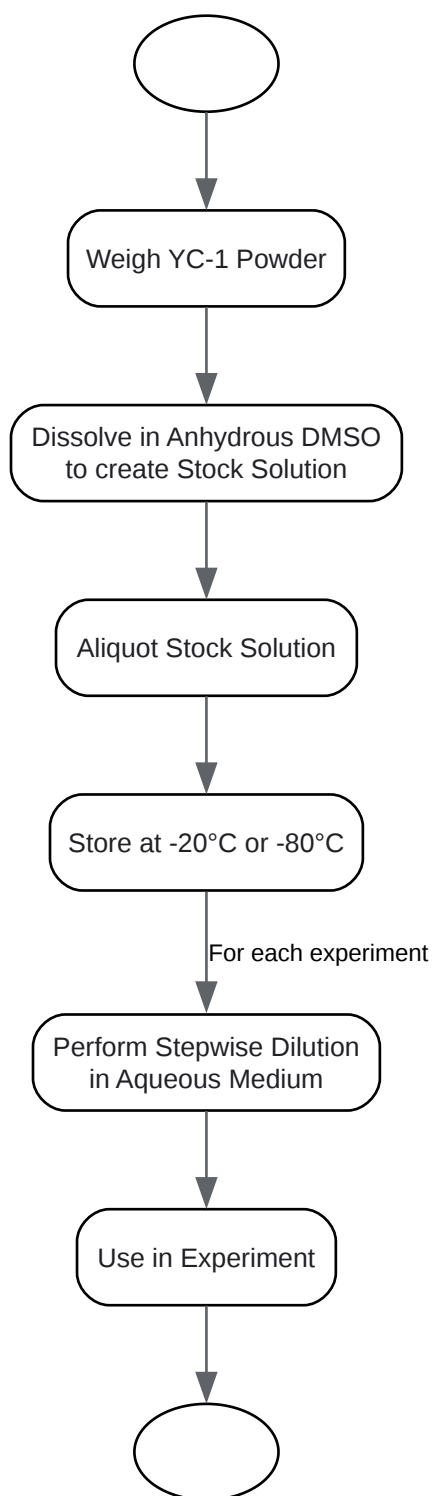 Weigh YC-1 Powder
Dissolve in Anhydrous DMSO
to create Stock Solution
Aliquot Stock Solution
Store at -20°C or -80°C
For each experiment
Perform Stepwise Dilution
in Aqueous Medium
Use in Experiment